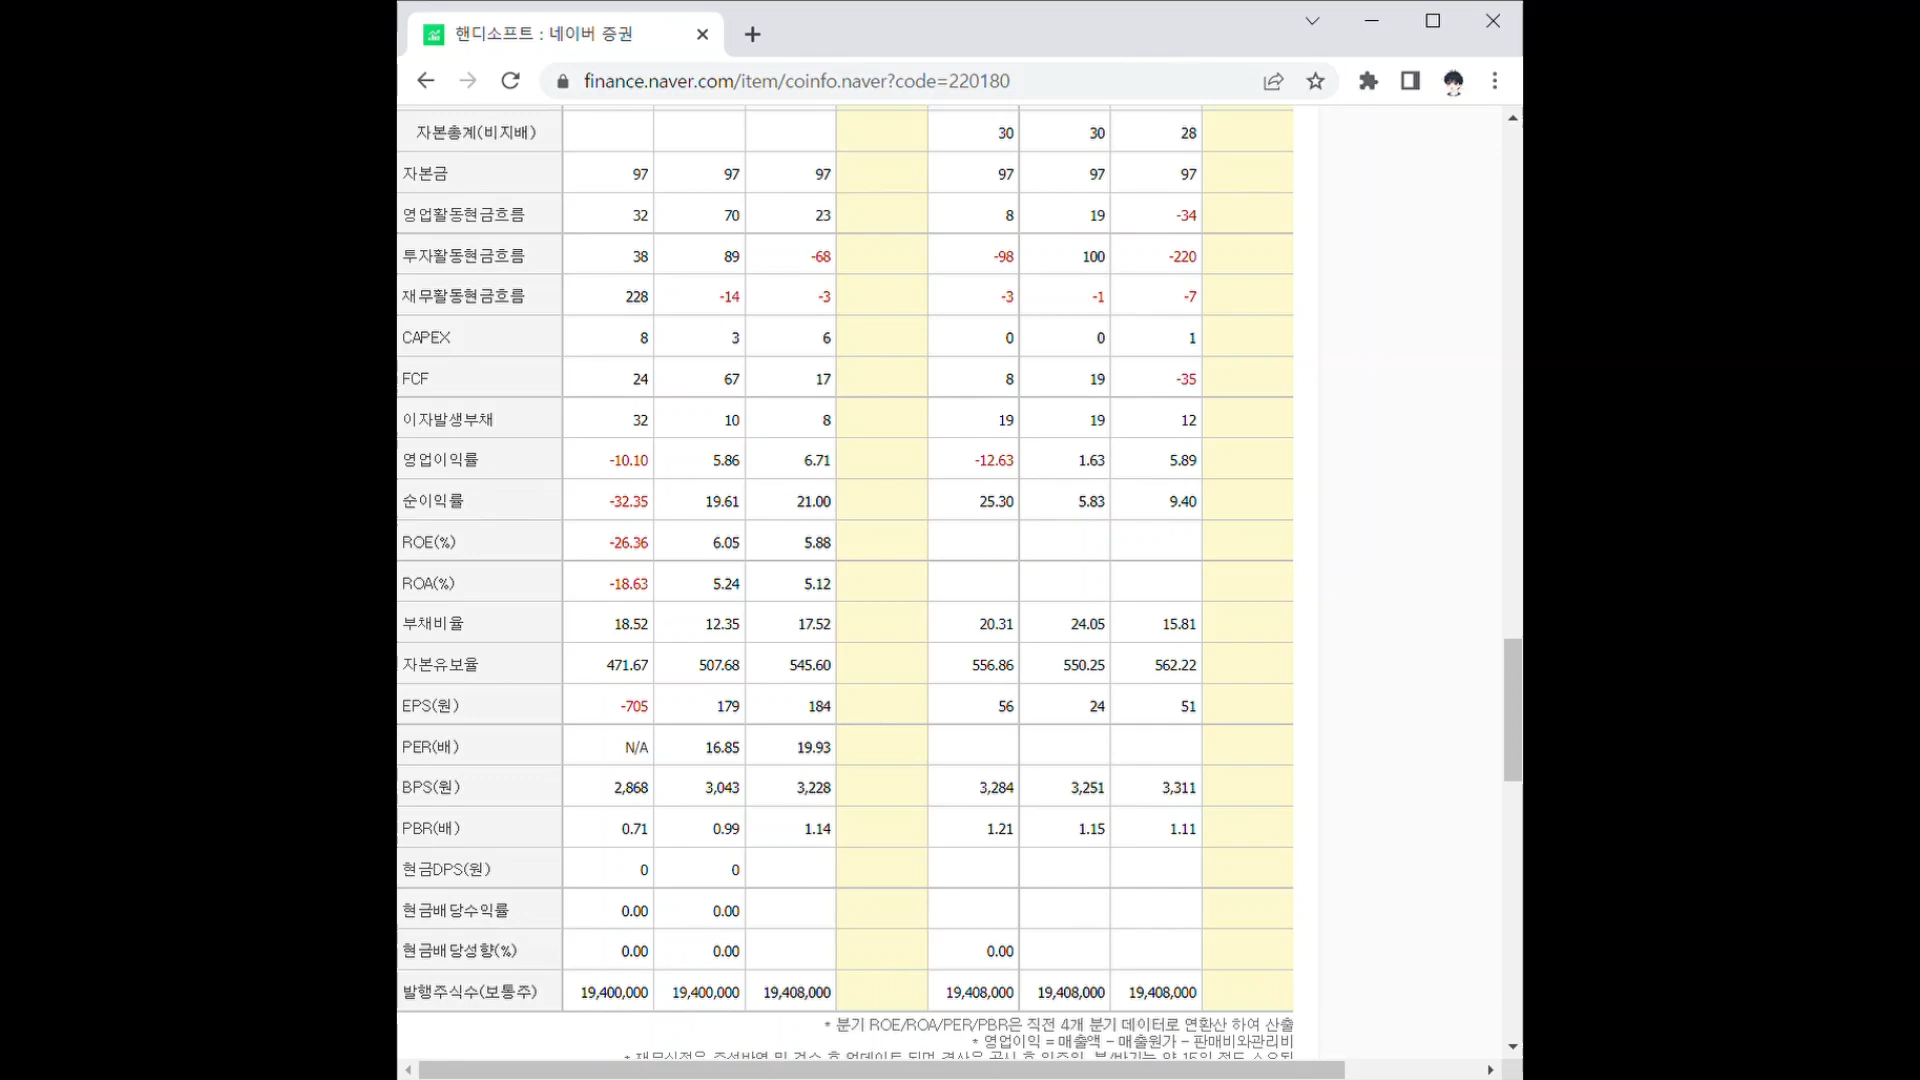 핸디소프트 : 네이버 증권
finance.naver.com/item/coinfo.naver?code=220180
자본총계(비지배) 30 30 28
자본금 97 97 97 97 97 97
영업활동현금흐름 32 70 23 8 19 -34
투자활동현금흐름 38 89 -68 -98 100 -220
재무활동현금흐름 228 -14 -3 -3 -1 -7
CAPEX 8 3 6 0 0 1
FCF 24 67 17 8 19 -35
이자발생부채 32 10 8 19 19 12
영업이익률 -10.10 5.86 6.71 -12.63 1.63 5.89
순이익률 -32.35 19.61 21.00 25.30 5.83 9.40
ROE(%) -26.36 6.05 5.88
ROA(%) -18.63 5.24 5.12
부채비율 18.52 12.35 17.52 20.31 24.05 15.81
자본유보율 471.67 507.68 545.60 556.86 550.25 562.22
EPS(원) -705 179 184 56 24 51
PER(배) N/A 16.85 19.93
BPS(원) 2,868 3,043 3,228 3,284 3,251 3,311
PBR(배) 0.71 0.99 1.14 1.21 1.15 1.11
현금DPS(원) 0 0
현금배당수익률 0.00 0.00
현금배당성향(%) 0.00 0.00 0.00
발행주식수(보통주) 19,400,000 19,400,000 19,408,000 19,408,000 19,408,000 19,408,000
* 분기 ROE/ROA/PER/PBR은 직전 4개 분기 데이터로 연환산 하여 산출
* 영업이익 = 매출액 - 매출원가 - 판매비와관리비